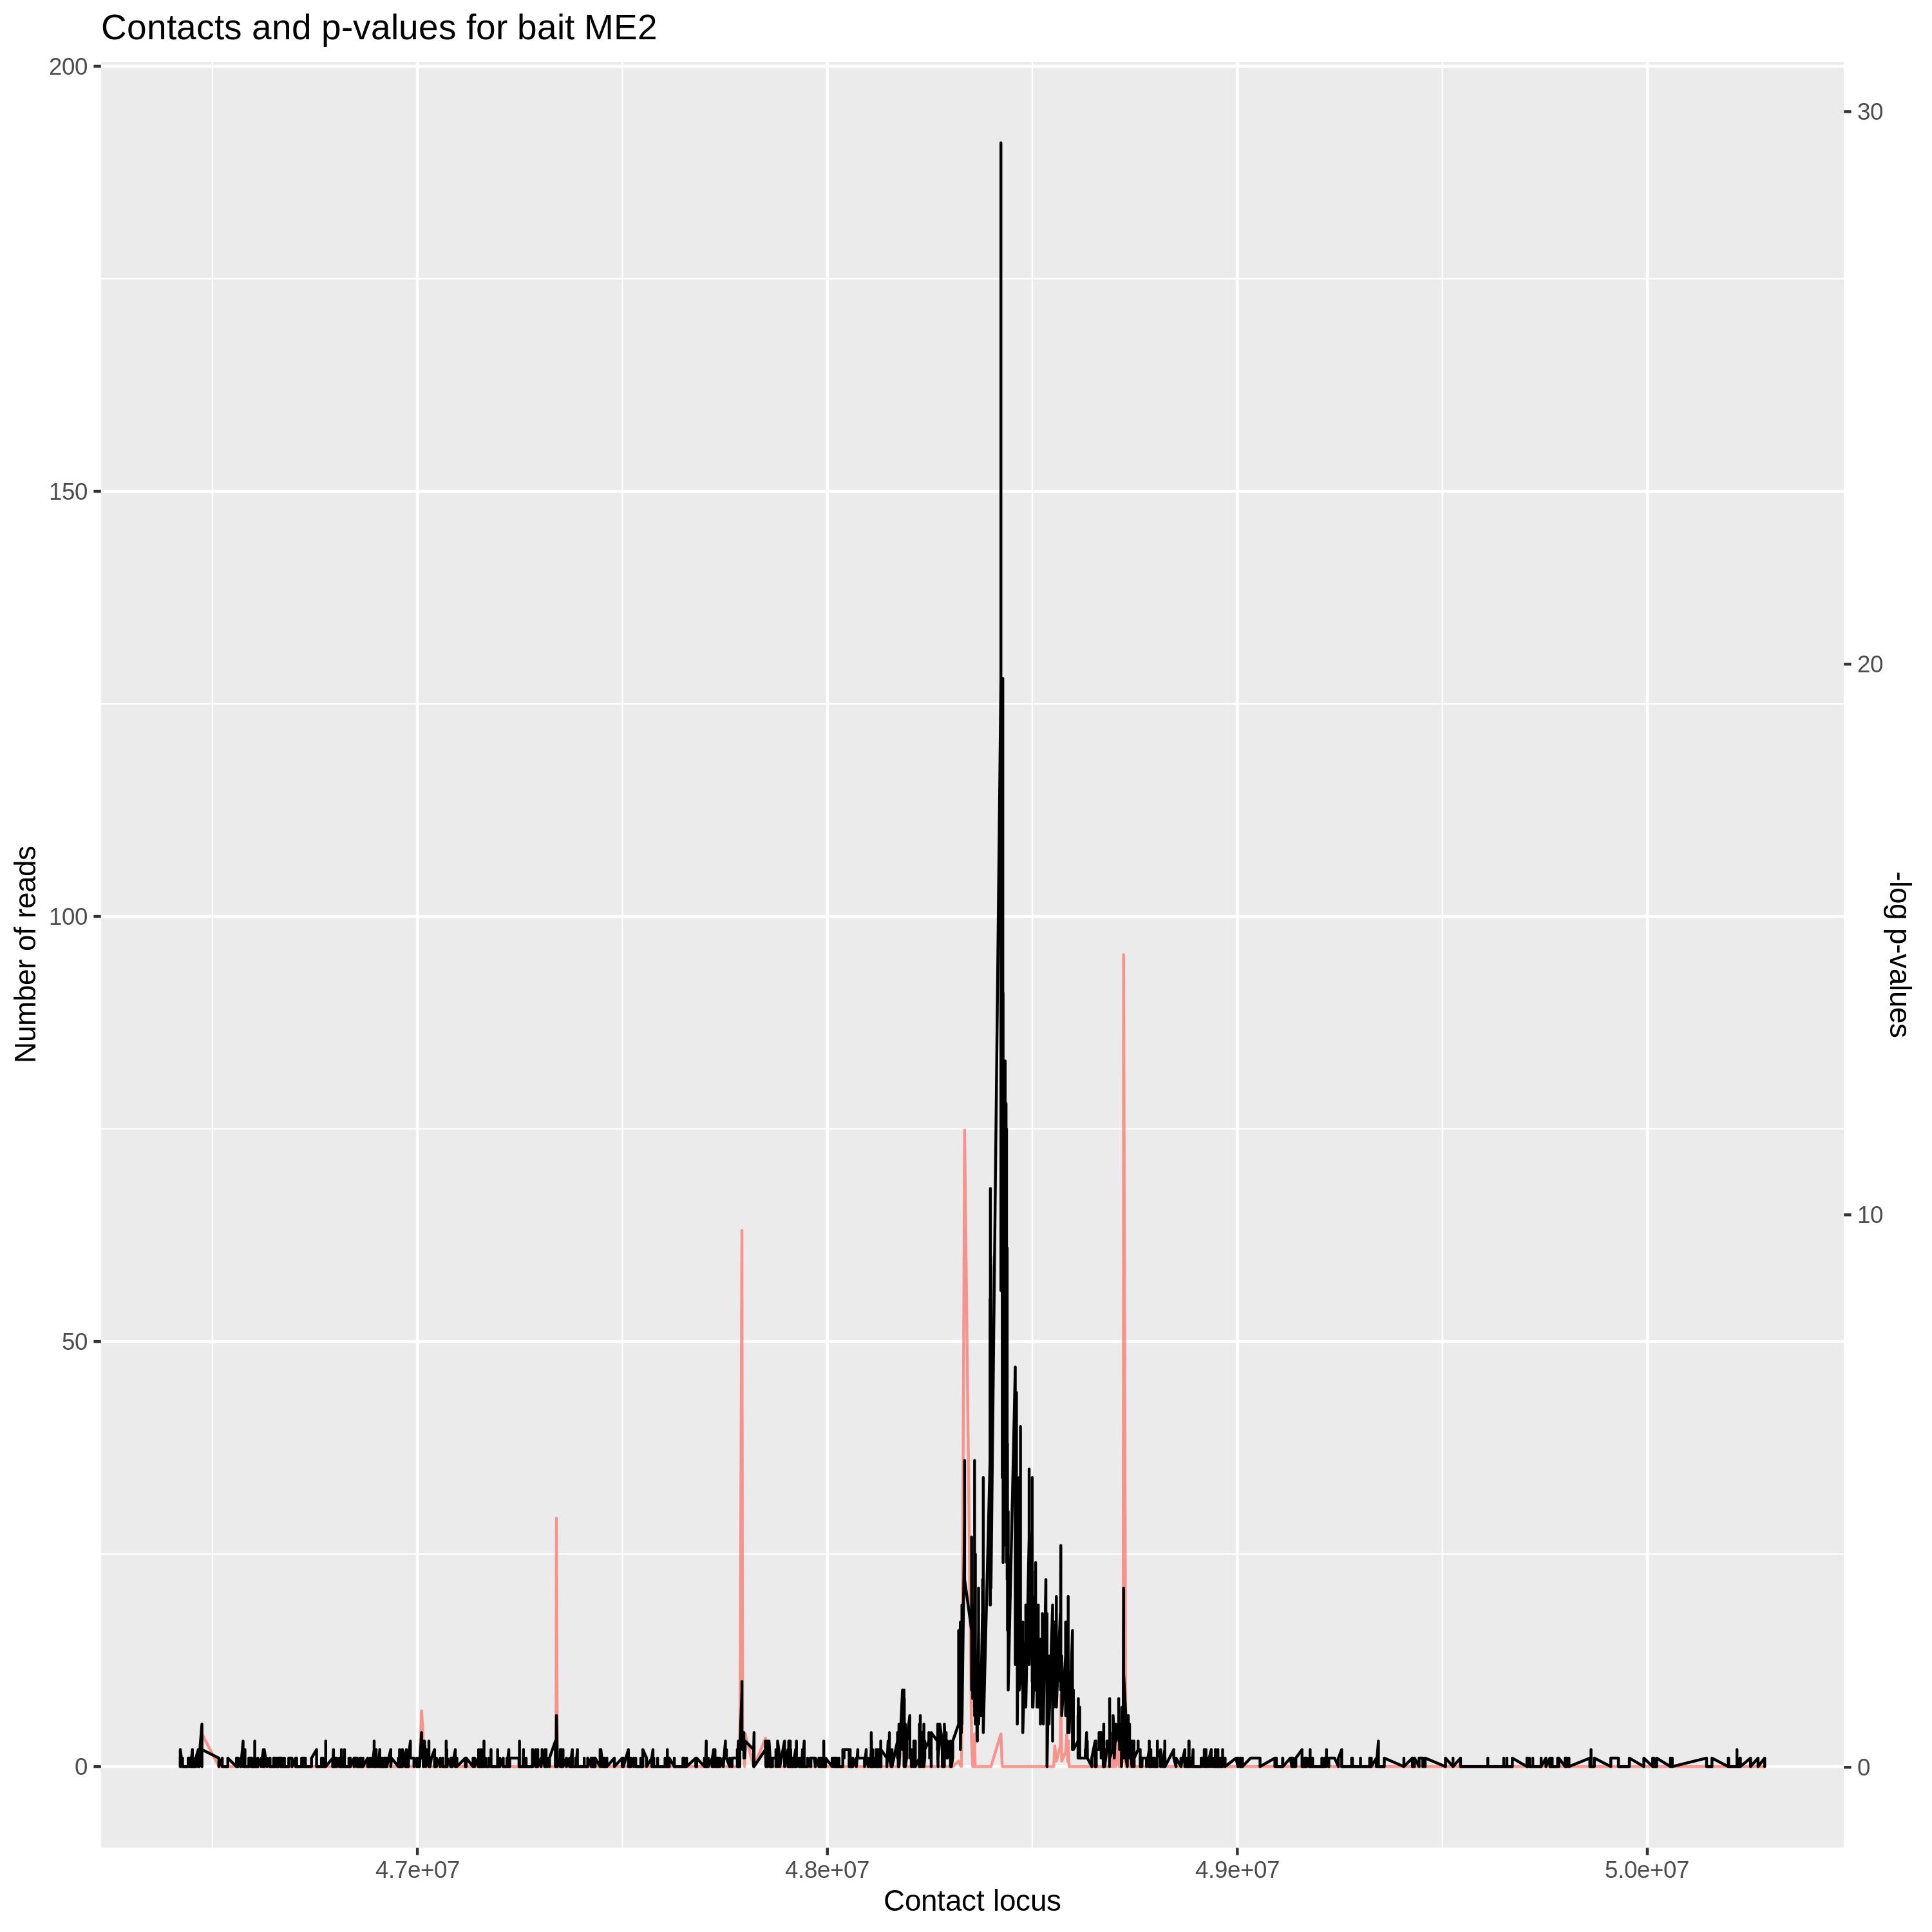 Contacts and p-values for bait ME2
200
150
100
50
0
Number of reads
30
20
10
0
-log p-values
4.7e+07
4.8e+07
4.9e+07
5.0e+07
Contact locus